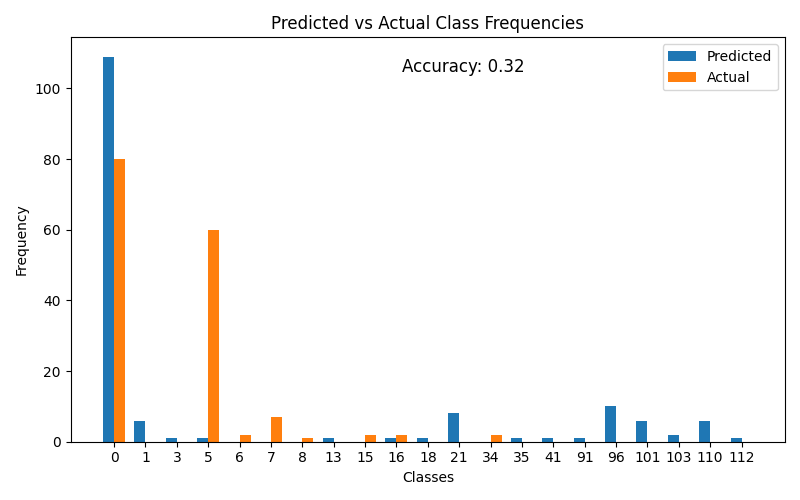 Predicted vs Actual Class Frequencies
Accuracy: 0.32
Predicted
Actual
Frequency
100
80
60
40
20
0
0 1 3 5 6 7 8 13 15 16 18 21 34 35 41 91 96 101 103 110 112
Classes